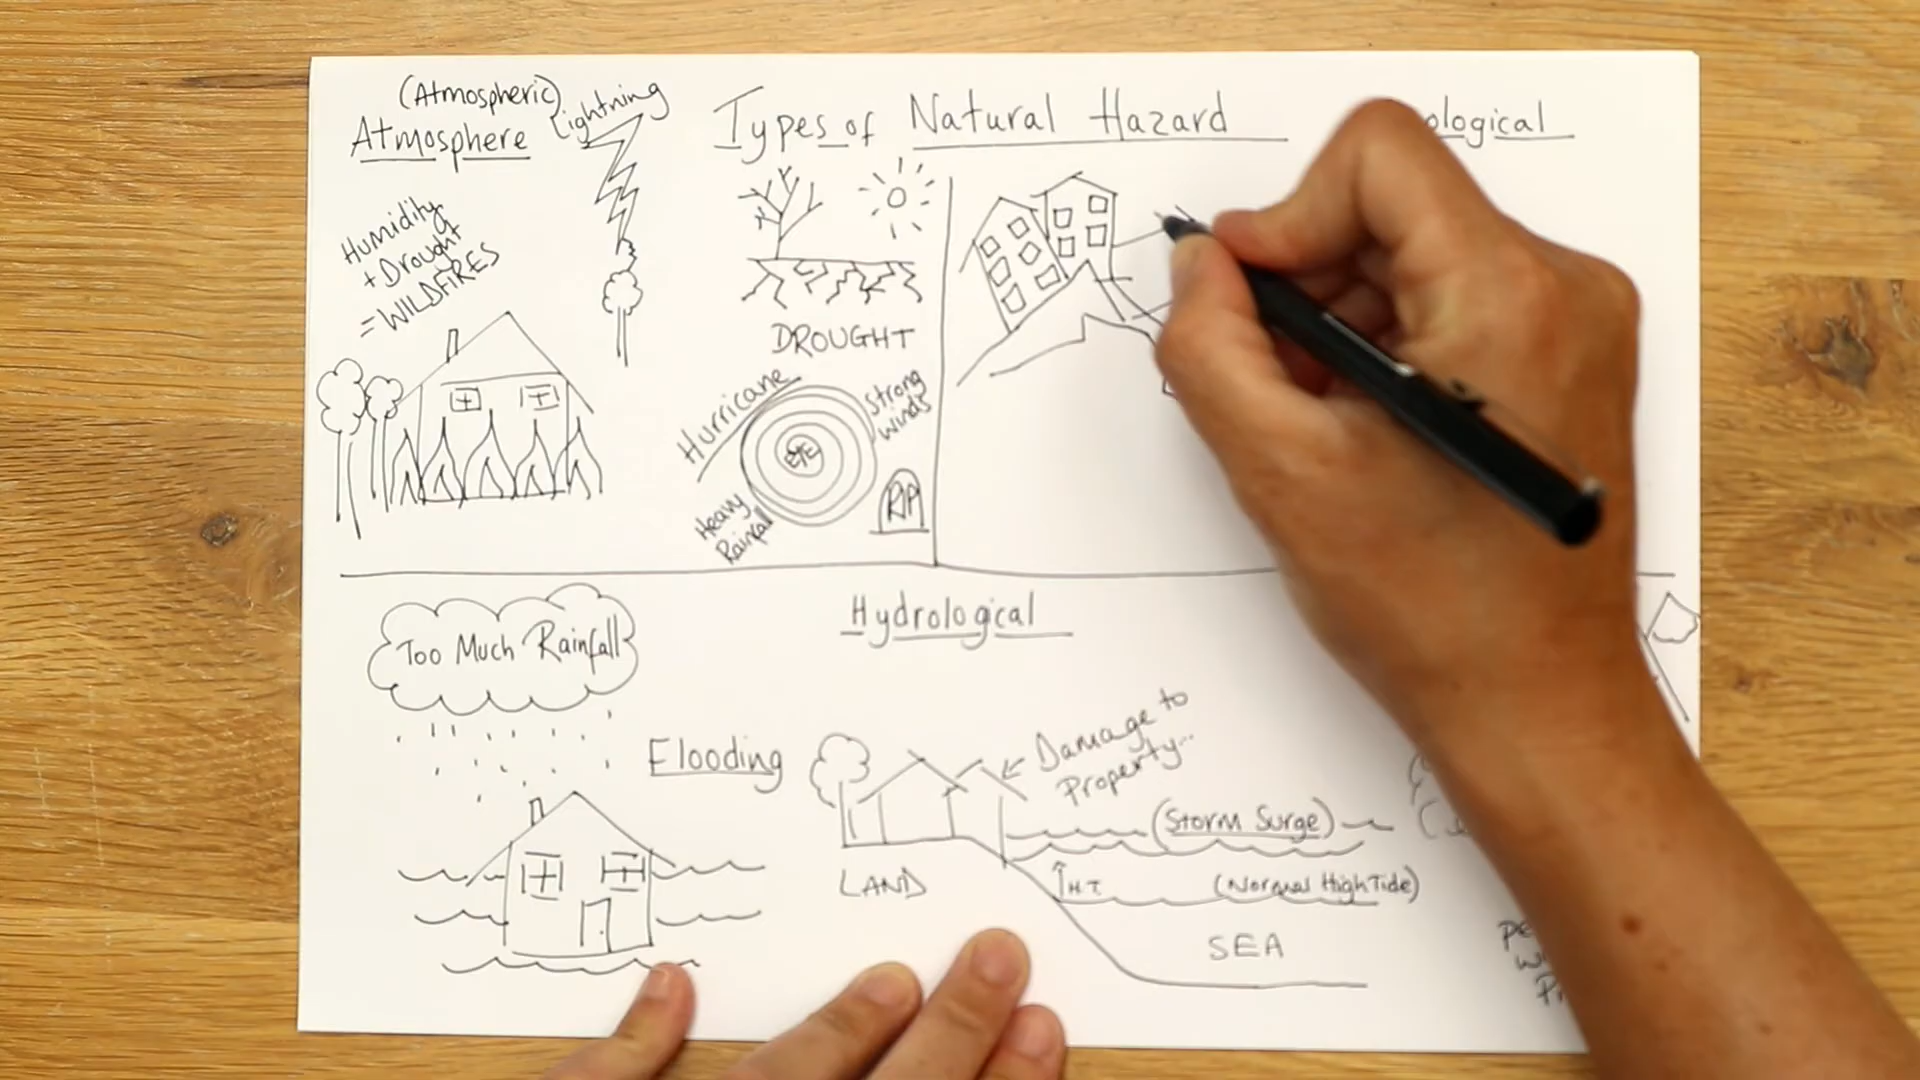 (Atmospheric)
Atmosphere
Lightning
Types of Natural Hazard
ological
Humidity
+ Drought
= WILDFIRES
DROUGHT
Hurricane
Strong
Winds
EYE
Heavy
Rainfall
RIP
Hydrological
Too Much Rainfall
Flooding
Damage to
Property...
(Storm Surge)
LAND
H.T.
(Normal High Tide)
SEA